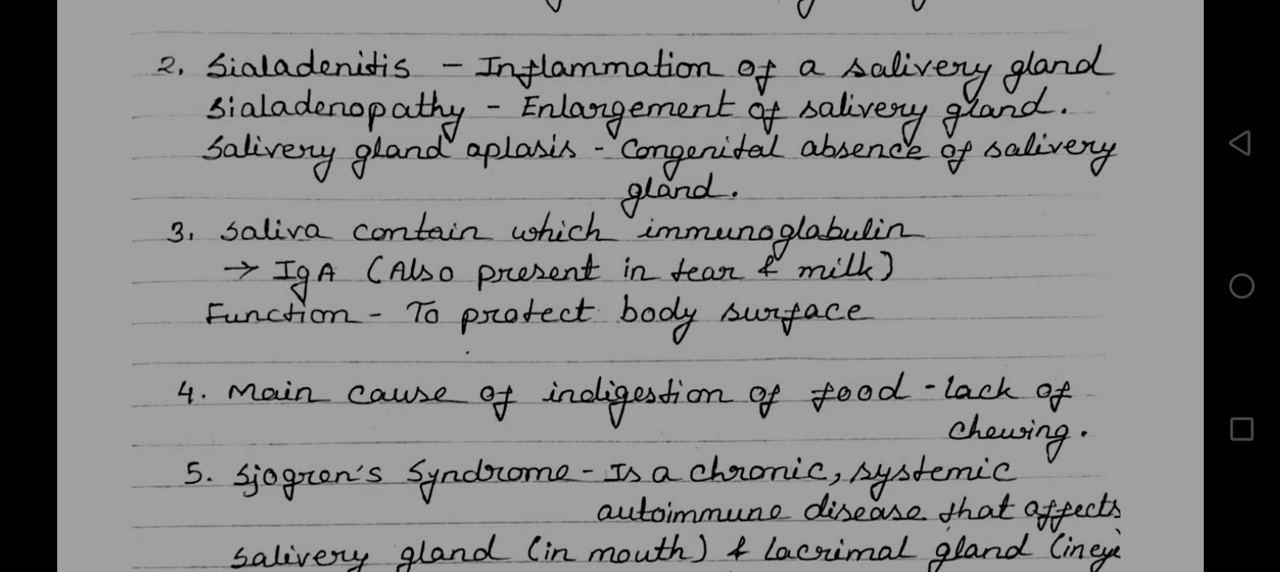 2. Sialadenitis - Inflammation of a salivery gland
Sialadenopathy - Enlargement of salivery gland.
Salivery gland aplasis - Congenital absence of salivery
gland.
3. Saliva contain which immunoglabulin
→ IgA (Also present in tear & milk)
Function - To protect body surface
4. Main cause of indigestion of food - lack of
chewing.
5. Sjogren's Syndrome - Is a chronic, systemic
autoimmune disease that affects
salivery gland (in mouth) & lacrimal gland (in eye